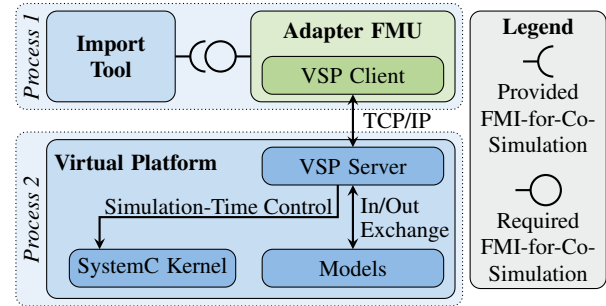 Process 1
Import
Tool
Adapter FMU
VSP Client
TCP/IP
Process 2
Virtual Platform
VSP Server
Simulation-Time Control
In/Out
Exchange
SystemC Kernel
Models
Legend
Provided
FMI-for-Co-
Simulation
Required
FMI-for-Co-
Simulation